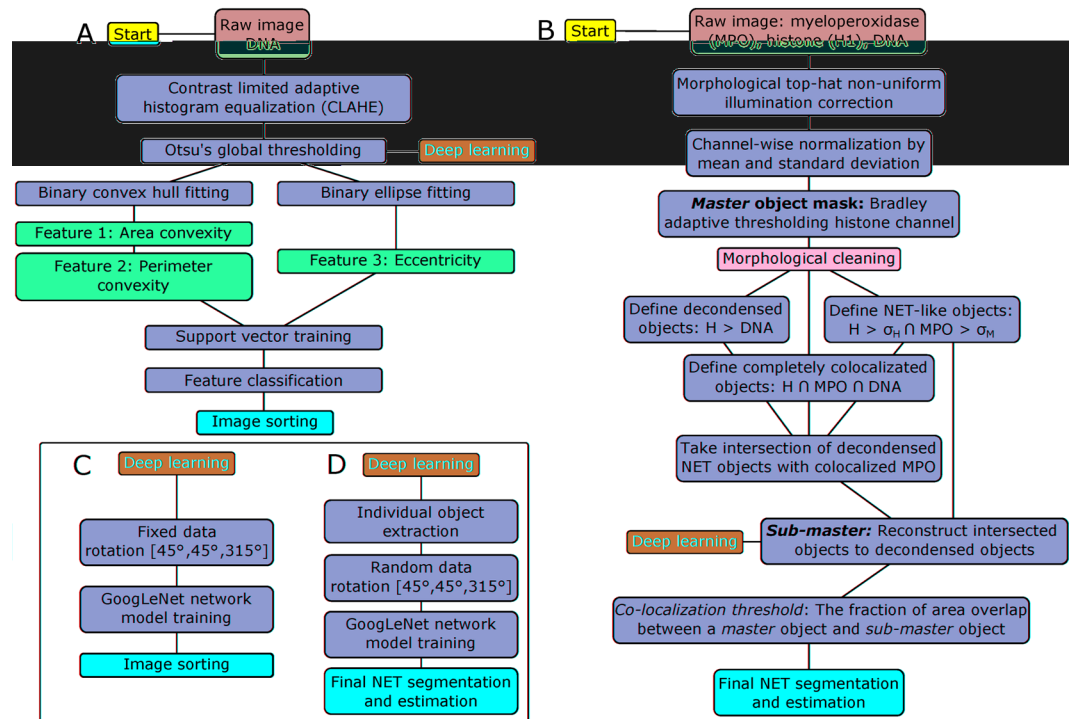 A
Start
Raw image
DNA
Contrast limited adaptive
histogram equalization (CLAHE)
Otsu's global thresholding
Deep learning
Binary convex hull fitting
Binary ellipse fitting
Feature 1: Area convexity
Feature 2: Perimeter
convexity
Feature 3: Eccentricity
Support vector training
Feature classification
Image sorting
B
Start
Raw image: myeloperoxidase
(MPO), histone (H1), DNA
Morphological top-hat non-uniform
illumination correction
Channel-wise normalization by
mean and standard deviation
Master object mask: Bradley
adaptive thresholding histone channel
Morphological cleaning
Define decondensed
objects: H > DNA
Define NET-like objects:
H > σH ∩ MPO > σM
Define completely colocalizated
objects: H ∩ MPO ∩ DNA
Take intersection of decondensed
NET objects with colocalized MPO
Deep learning
Sub-master: Reconstruct intersected
objects to decondensed objects
Co-localization threshold: The fraction of area overlap
between a master object and sub-master object
Final NET segmentation
and estimation
C
Deep learning
Fixed data
rotation [45°,45°,315°]
GoogLeNet network
model training
Image sorting
D
Deep learning
Individual object
extraction
Random data
rotation [45°,45°,315°]
GoogLeNet network
model training
Final NET segmentation
and estimation